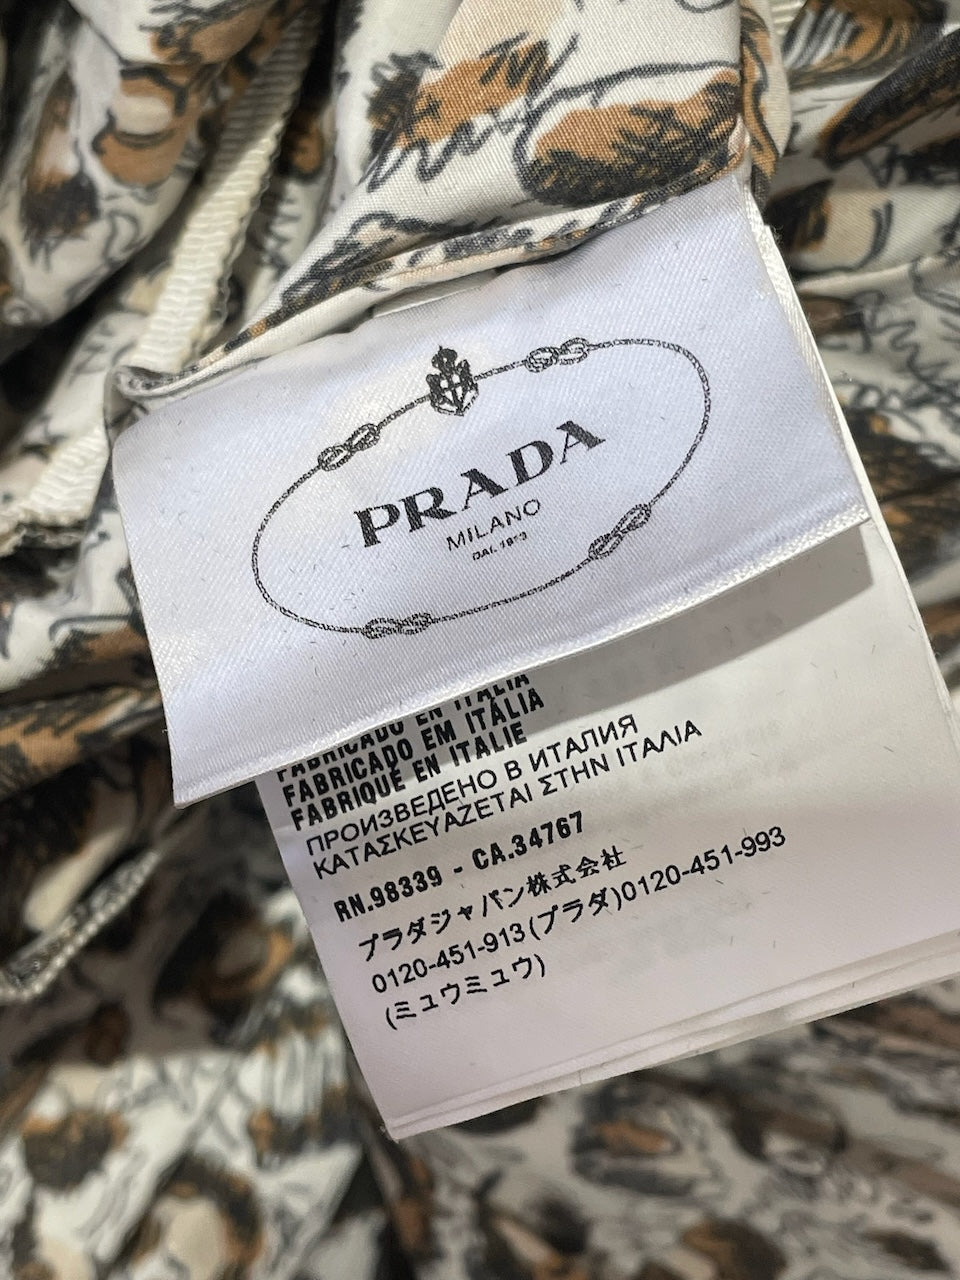 PRADA
MILANO
DAL 1913
FABRICADO EN ITALIA
FABRICADO EM ITÁLIA
FABRIQUÉ EN ITALIE
ПРОИЗВЕДЕНО В ИТАЛИЯ
ΚΑΤΑΣΚΕΥΑΖΕΤΑΙ ΣΤΗΝ ΙΤΑΛΙΑ
RN.98339 - CA.34767
プラダジャパン株式会社
0120-451-913(プラダ)0120-451-993
(ミュウミュウ)